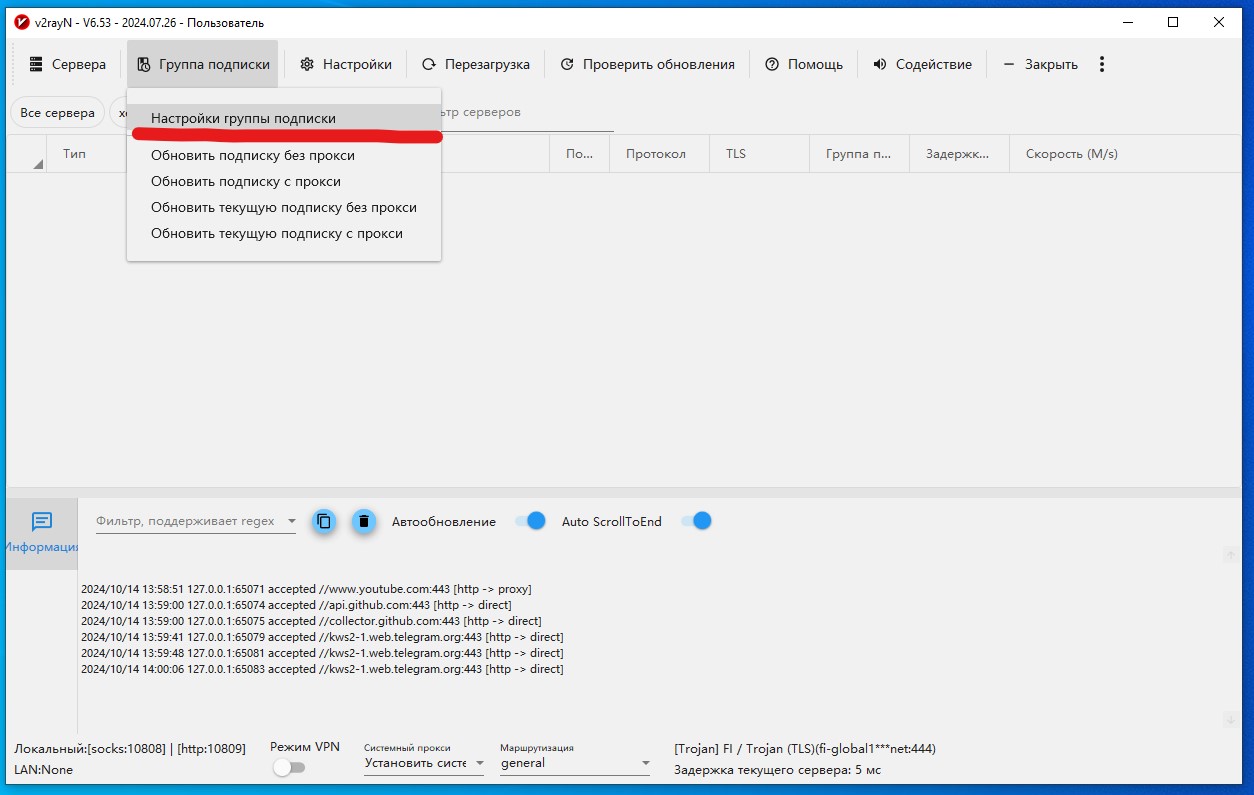 v2rayN - V6.53 - 2024.07.26 - Пользователь
Сервера Группа подписки Настройки Перезагрузка Проверить обновления Помощь Содействие Закрыть
Все сервера
Настройки группы подписки
Обновить подписку без прокси
Обновить подписку с прокси
Обновить текущую подписку без прокси
Обновить текущую подписку с прокси
серверов
Тип По... Протокол TLS Группа п... Задержк... Скорость (M/s)
Информация
Фильтр, поддерживает regex Автообновление Auto ScrollToEnd
2024/10/14 13:58:51 127.0.0.1:65071 accepted //www.youtube.com:443 [http -> proxy]
2024/10/14 13:59:00 127.0.0.1:65074 accepted //api.github.com:443 [http -> direct]
2024/10/14 13:59:00 127.0.0.1:65075 accepted //collector.github.com:443 [http -> direct]
2024/10/14 13:59:41 127.0.0.1:65079 accepted //kws2-1.web.telegram.org:443 [http -> direct]
2024/10/14 13:59:48 127.0.0.1:65081 accepted //kws2-1.web.telegram.org:443 [http -> direct]
2024/10/14 14:00:06 127.0.0.1:65083 accepted //kws2-1.web.telegram.org:443 [http -> direct]
Локальный:[socks:10808] | [http:10809]
LAN:None
Режим VPN
Системный прокси
Установить систе
Маршрутизация
general
[Trojan] FI / Trojan (TLS)(fi-global1***net:444)
Задержка текущего сервера: 5 мс